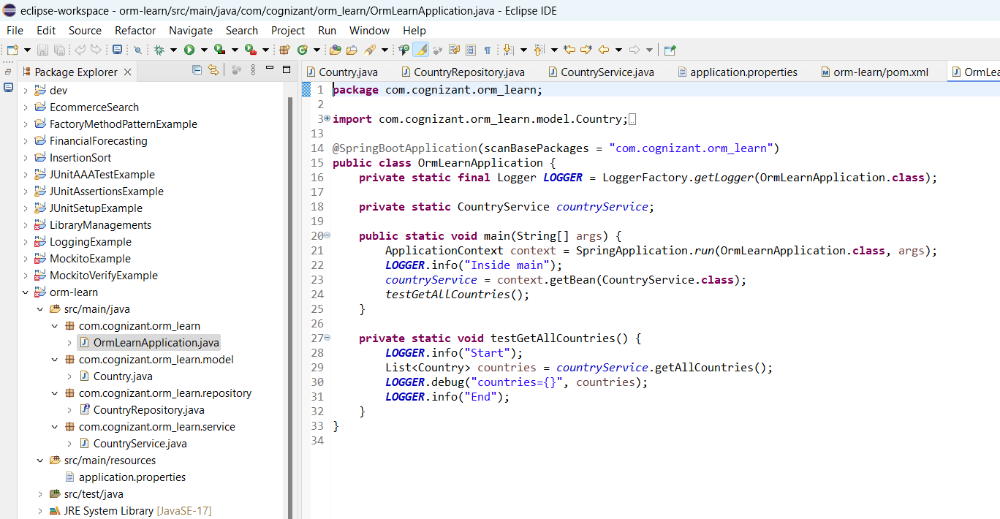 eclipse-workspace - orm-learn/src/main/java/com/cognizant/orm_learn/OrmLearnApplication.java - Eclipse IDE
File Edit Source Refactor Navigate Search Project Run Window Help
Package Explorer
dev
EcommerceSearch
FactoryMethodPatternExample
FinancialForecasting
InsertionSort
JUnitAAATestExample
JUnitAssertionsExample
JUnitSetupExample
LibraryManagements
LoggingExample
MockitoExample
MockitoVerifyExample
orm-learn
src/main/java
com.cognizant.orm_learn
OrmLearnApplication.java
com.cognizant.orm_learn.model
Country.java
com.cognizant.orm_learn.repository
CountryRepository.java
com.cognizant.orm_learn.service
CountryService.java
src/main/resources
application.properties
src/test/java
JRE System Library [JavaSE-17]
Country.java CountryRepository.java CountryService.java application.properties orm-learn/pom.xml OrmLea
1 package com.cognizant.orm_learn;
2
3 import com.cognizant.orm_learn.model.Country;
13
14 @SpringBootApplication(scanBasePackages = "com.cognizant.orm_learn")
15 public class OrmLearnApplication {
16 private static final Logger LOGGER = LoggerFactory.getLogger(OrmLearnApplication.class);
17
18 private static CountryService countryService;
19
20 public static void main(String[] args) {
21 ApplicationContext context = SpringApplication.run(OrmLearnApplication.class, args);
22 LOGGER.info("Inside main");
23 countryService = context.getBean(CountryService.class);
24 testGetAllCountries();
25 }
26
27 private static void testGetAllCountries() {
28 LOGGER.info("Start");
29 List<Country> countries = countryService.getAllCountries();
30 LOGGER.debug("countries={}", countries);
31 LOGGER.info("End");
32 }
33 }
34